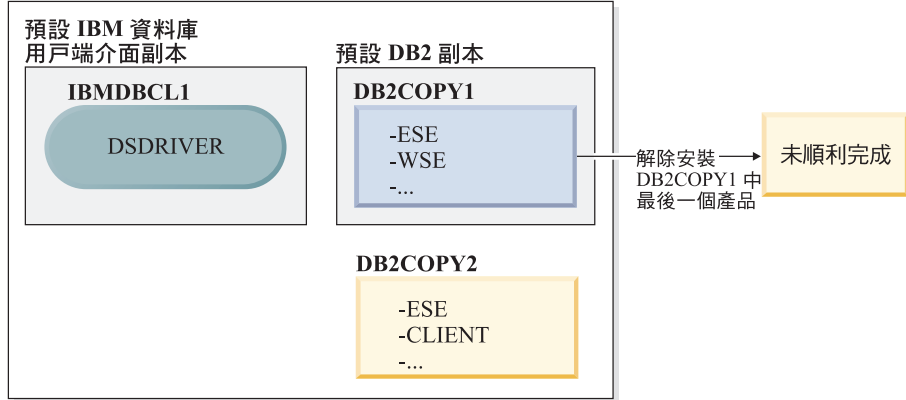 預設 IBM 資料庫
用戶端介面副本
IBMDBCL1
DSDRIVER
預設 DB2 副本
DB2COPY1
-ESE
-WSE
-...
解除安裝
DB2COPY1 中
最後一個產品
未順利完成
DB2COPY2
-ESE
-CLIENT
-...